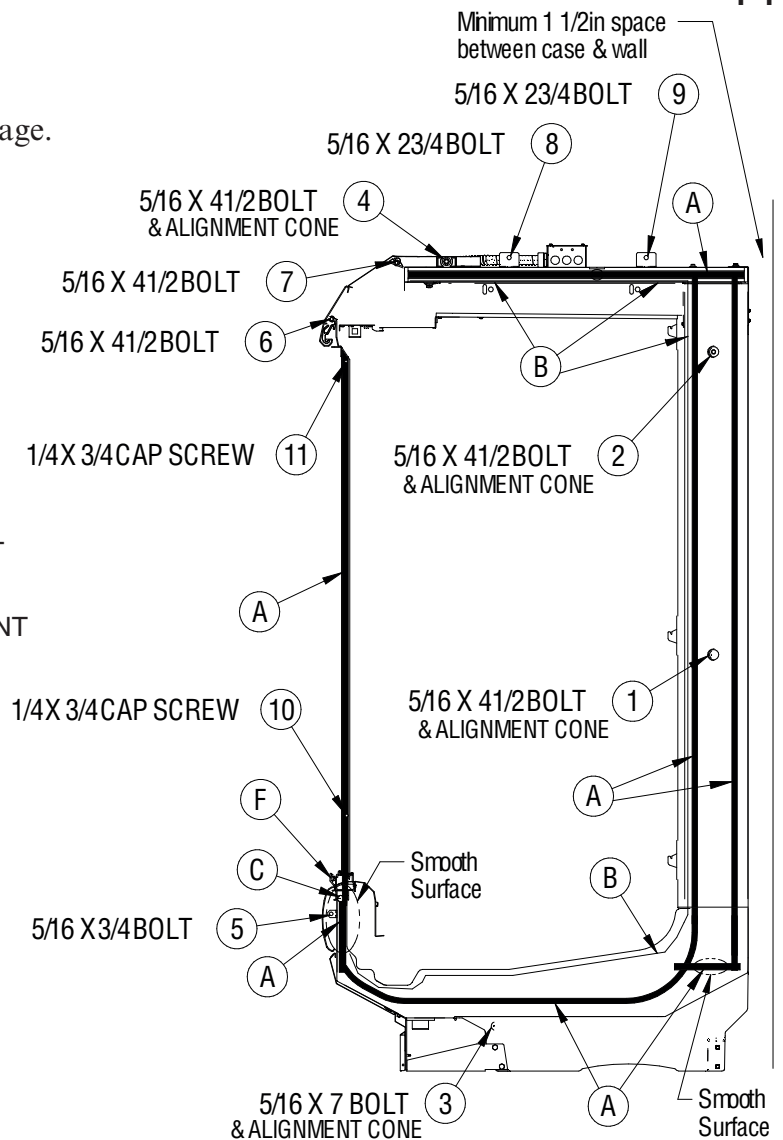 Minimum 1 1/2in space
between case & wall
5/16 X 23/4BOLT 9
age.
5/16 X 23/4BOLT 8
5/16 X 41/2BOLT 4
& ALIGNMENT CONE
A
5/16 X 41/2BOLT 7
5/16 X 41/2BOLT 6
B
1/4X 3/4CAP SCREW 11
5/16 X 41/2BOLT 2
& ALIGNMENT CONE
A
NT
1/4X 3/4CAP SCREW 10
5/16 X 41/2BOLT 1
& ALIGNMENT CONE
A
F
C
Smooth
Surface
B
5/16 X3/4BOLT 5
A
5/16 X 7 BOLT 3
& ALIGNMENT CONE
A
Smooth
Surface